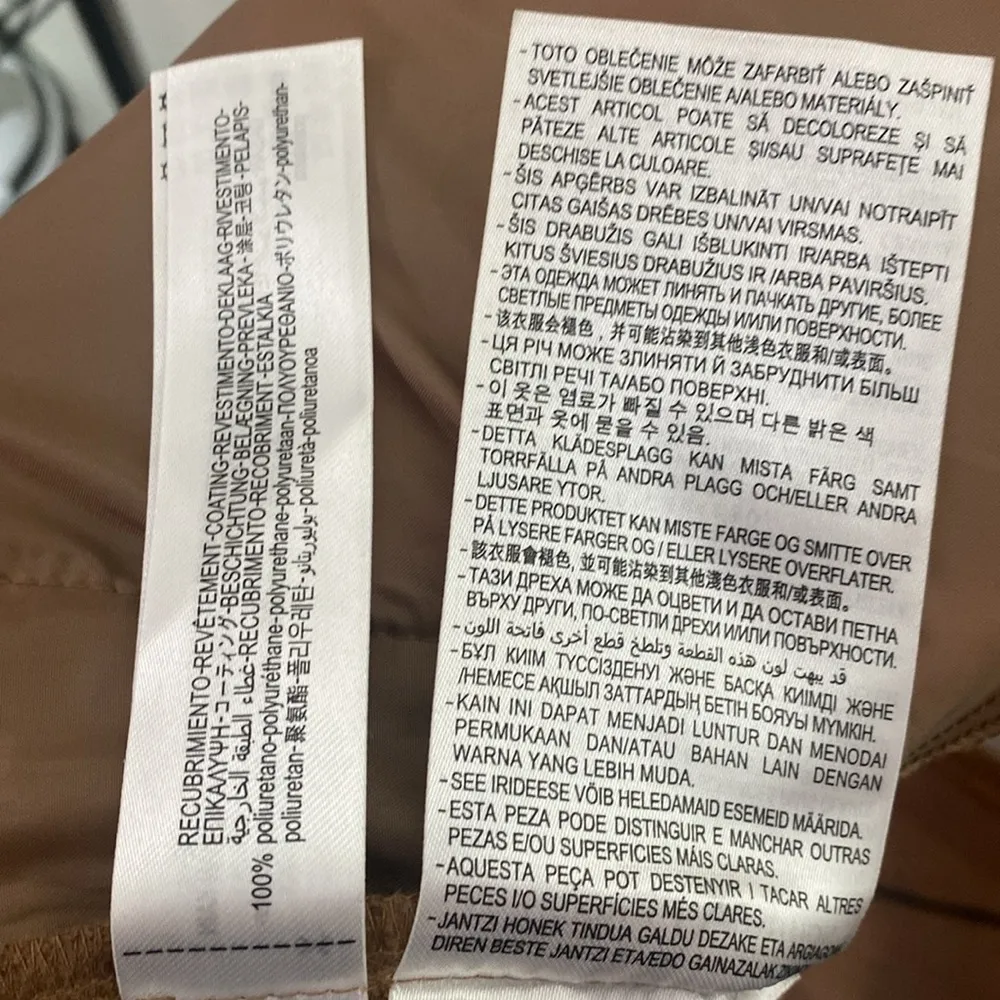 RECUBRIMIENTO-REVÊTEMENT-COATING-REVESTIMENTO-DEKLAAG-RIVESTIMENTO-
ΕΠΙΚΑΛΥΨΗ-コーティング-BESCHICHTUNG-BELÆGNING-PREVLEKA-涂层-코팅-PELAPIS-
غطاء الطبقة الخارجية-RECUBRIMENTO-RECOBRIMENT-ESTALKIA
100% poliuretano-polyuréthane-polyurethane-polyuretaan-ΠΟΛΥΟΥΡΕΘΑΝΙΟ-ポリウレタン-polyurethan-
poliuretan-聚氨酯-폴리우레탄-بوليوريتانو-poliuretà-poliuretanoa
-TOTO OBLEČENIE MÔŽE ZAFARBIŤ ALEBO ZAŠPINIŤ
SVETLEJŠIE OBLEČENIE A/ALEBO MATERIÁLY.
-ACEST ARTICOL POATE SĂ DECOLOREZE ȘI SĂ
PĂTEZE ALTE ARTICOLE ȘI/SAU SUPRAFEȚE MAI
DESCHISE LA CULOARE.
-ŠIS APĢĒRBS VAR IZBALINĀT UN/VAI NOTRAIPĪT
CITAS GAIŠAS DRĒBES UN/VAI VIRSMAS.
-ŠIS DRABUŽIS GALI IŠBLUKINTI IR/ARBA IŠTEPTI
KITUS ŠVIESIUS DRABUŽIUS IR /ARBA PAVIRŠIUS.
-ЭТА ОДЕЖДА МОЖЕТ ЛИНЯТЬ И ПАЧКАТЬ ДРУГИЕ, БОЛЕЕ
СВЕТЛЫЕ ПРЕДМЕТЫ ОДЕЖДЫ И/ИЛИ ПОВЕРХНОСТИ.
-该衣服会褪色，并可能沾染到其他浅色衣服和/或表面。
-ЦЯ РІЧ МОЖЕ ЗЛИНЯТИ Й ЗАБРУДНИТИ БІЛЬШ
СВІТЛІ РЕЧІ ТА/АБО ПОВЕРХНІ.
-이 옷은 염료가 빠질 수 있으며 다른 밝은 색
표면과 옷에 묻을 수 있음.
-DETTA KLÄDESPLAGG KAN MISTA FÄRG SAMT
TORRFÄLLA PÅ ANDRA PLAGG OCH/ELLER ANDRA
LJUSARE YTOR.
-DETTE PRODUKTET KAN MISTE FARGE OG SMITTE OVER
PÅ LYSERE FARGER OG / ELLER LYSERE OVERFLATER.
-該衣服會褪色，並可能沾染到其他淺色衣服和/或表面。
-ТАЗИ ДРЕХА МОЖЕ ДА ОЦВЕТИ И ДА ОСТАВИ ПЕТНА
ВЪРХУ ДРУГИ, ПО-СВЕТЛИ ДРЕХИ И/ИЛИ ПОВЪРХНОСТИ.
-قد يبهت لون هذه القطعة وتلطخ قطع أخرى فاتحة اللون.
-БҰЛ КИІМ ТҮССІЗДЕНУІ ЖӘНЕ БАСҚА КИІМДІ ЖӘНЕ
/НЕМЕСЕ АҚШЫЛ ЗАТТАРДЫҢ БЕТІН БОЯУЫ МҮМКІН.
-KAIN INI DAPAT MENJADI LUNTUR DAN MENODAI
PERMUKAAN DAN/ATAU BAHAN LAIN DENGAN
WARNA YANG LEBIH MUDA.
-SEE IRIDEESE VÕIB HELEDAMAID ESEMEID MÄÄRIDA.
-ESTA PEZA PODE DISTINGUIR E MANCHAR OUTRAS
PEZAS E/OU SUPERFICIES MÁIS CLARAS.
-AQUESTA PEÇA POT DESTENYIR I TACAR ALTRES
PECES I/O SUPERFÍCIES MÉS CLARES.
-JANTZI HONEK TINDUA GALDU DEZAKE ETA
DIREN BESTE JANTZI ETA/EDO